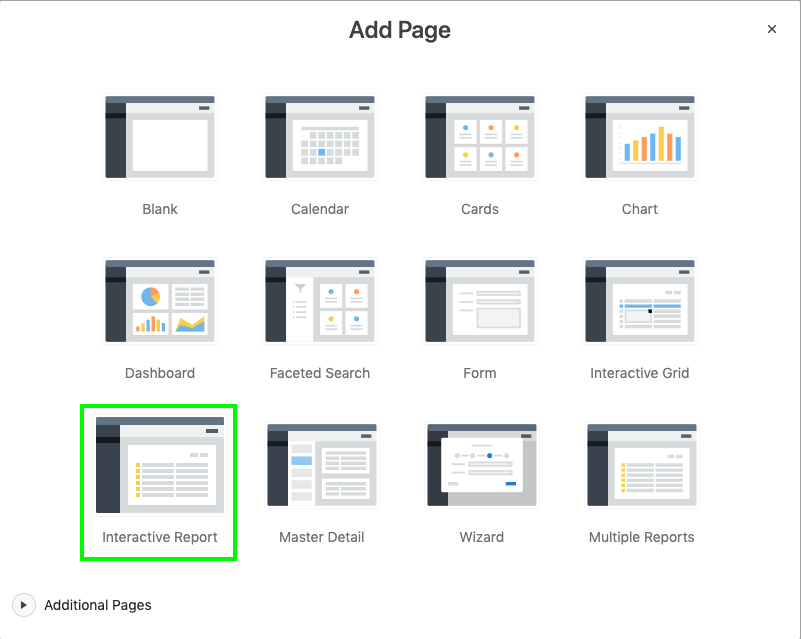 Add Page
×
Blank
Calendar
Cards
Chart
Dashboard
Faceted Search
Form
Interactive Grid
Interactive Report
Master Detail
Wizard
Multiple Reports
Additional Pages